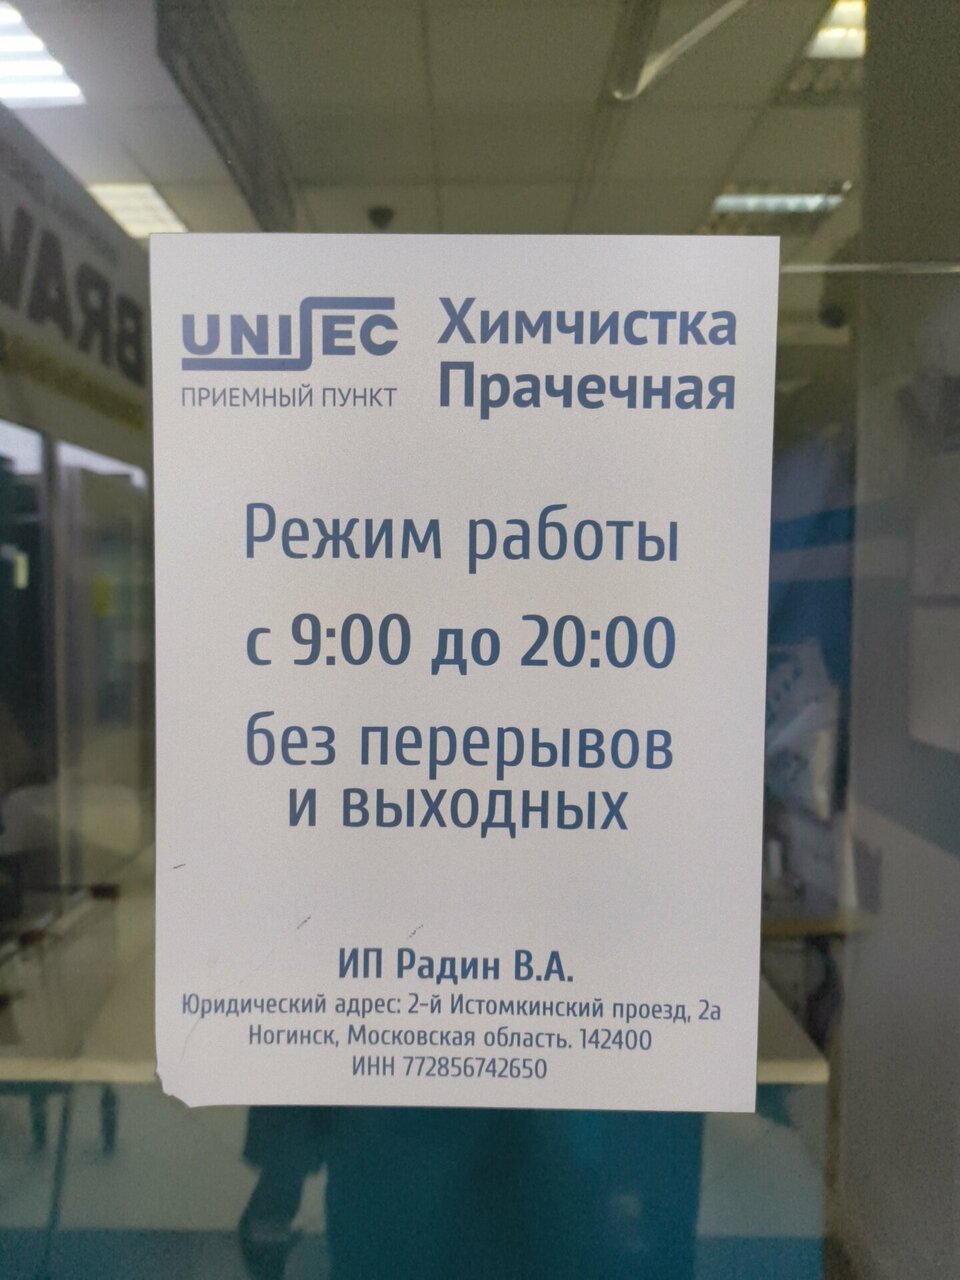 UNISEC
ПРИЕМНЫЙ ПУНКТ
Химчистка
Прачечная
Режим работы
с 9:00 до 20:00
без перерывов
и выходных
ИП Радин В.А.
Юридический адрес: 2-й Истомкинский проезд, 2а
Ногинск, Московская область. 142400
ИНН 772856742650